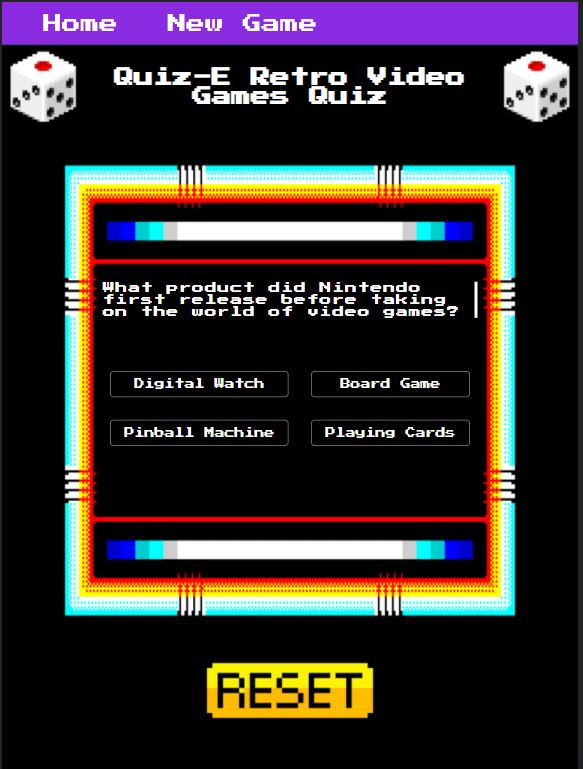 Home New Game
Quiz-E Retro Video
Games Quiz
What product did Nintendo
first release before taking
on the world of video games?
Digital Watch Board Game
Pinball Machine Playing Cards
RESET